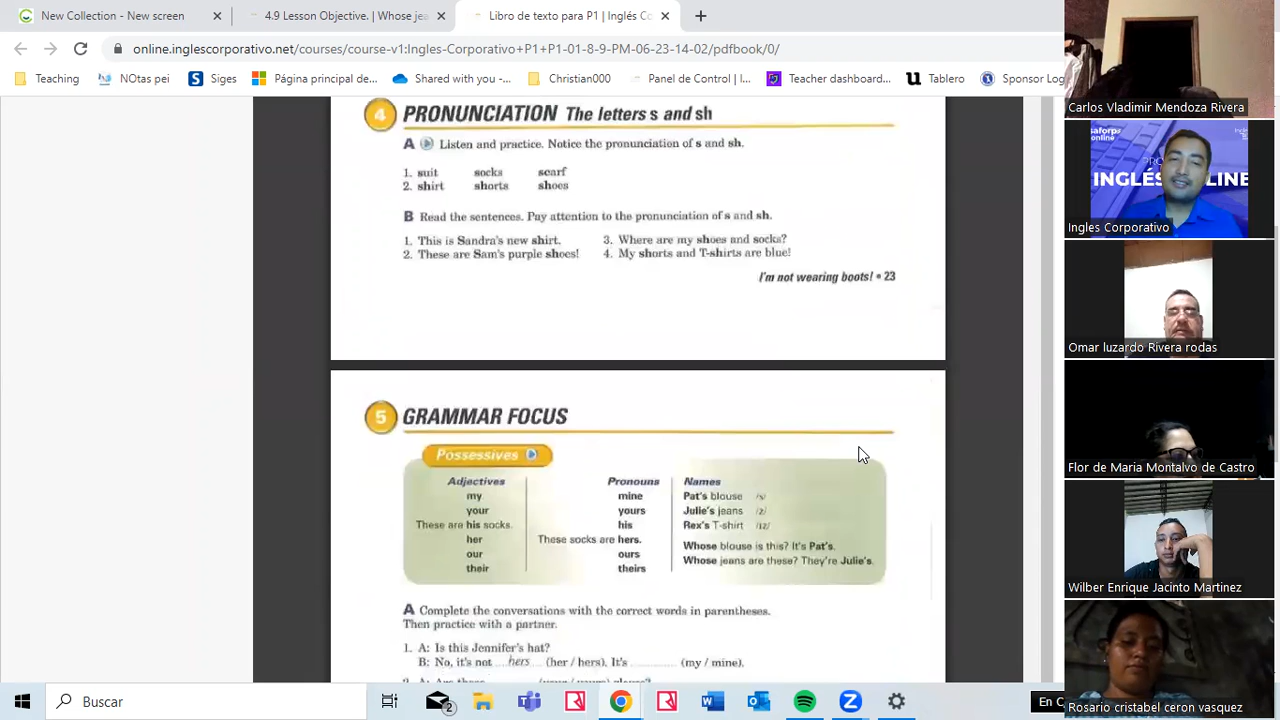 New Collection - New screen
4.9 Lesson Objective. Whose je
Libro de texto para P1 | Inglés Co
online.inglescorporativo.net/courses/course-v1:Ingles-Corporativo+P1+P1-01-8-9-PM-06-23-14-02/pdfbook/0/
Teaching
NOtas pei
Siges
Página principal de...
Shared with you -...
Christian000
Panel de Control | I...
Teacher dashboard...
Tablero
Sponsor Log
4 PRONUNCIATION The letters s and sh
A Listen and practice. Notice the pronunciation of s and sh.
1. suit socks scarf
2. shirt shorts shoes
B Read the sentences. Pay attention to the pronunciation of s and sh.
1. This is Sandra's new shirt. 3. Where are my shoes and socks?
2. These are Sam's purple shoes! 4. My shorts and T-shirts are blue!
I'm not wearing boots! • 23
5 GRAMMAR FOCUS
Possessives
Adjectives Pronouns Names
my mine Pat's blouse /s/
your yours Julie's jeans /z/
These are his socks. his Rex's T-shirt
her These socks are hers.
Whose blouse is this? It's Pat's.
our ours
Whose jeans are these? They're Julie's.
their theirs
A Complete the conversations with the correct words in parentheses.
Then practice with a partner.
1. A: Is this Jennifer's hat?
B: No, it's not hers (her / hers). It's ............ (my / mine).
Carlos Vladimir Mendoza Rivera
INGLÉS LINE
Ingles Corporativo
Omar luzardo Rivera rodas
Flor de Maria Montalvo de Castro
Wilber Enrique Jacinto Martinez
Rosario cristabel ceron vasquez
Buscar
2
En C